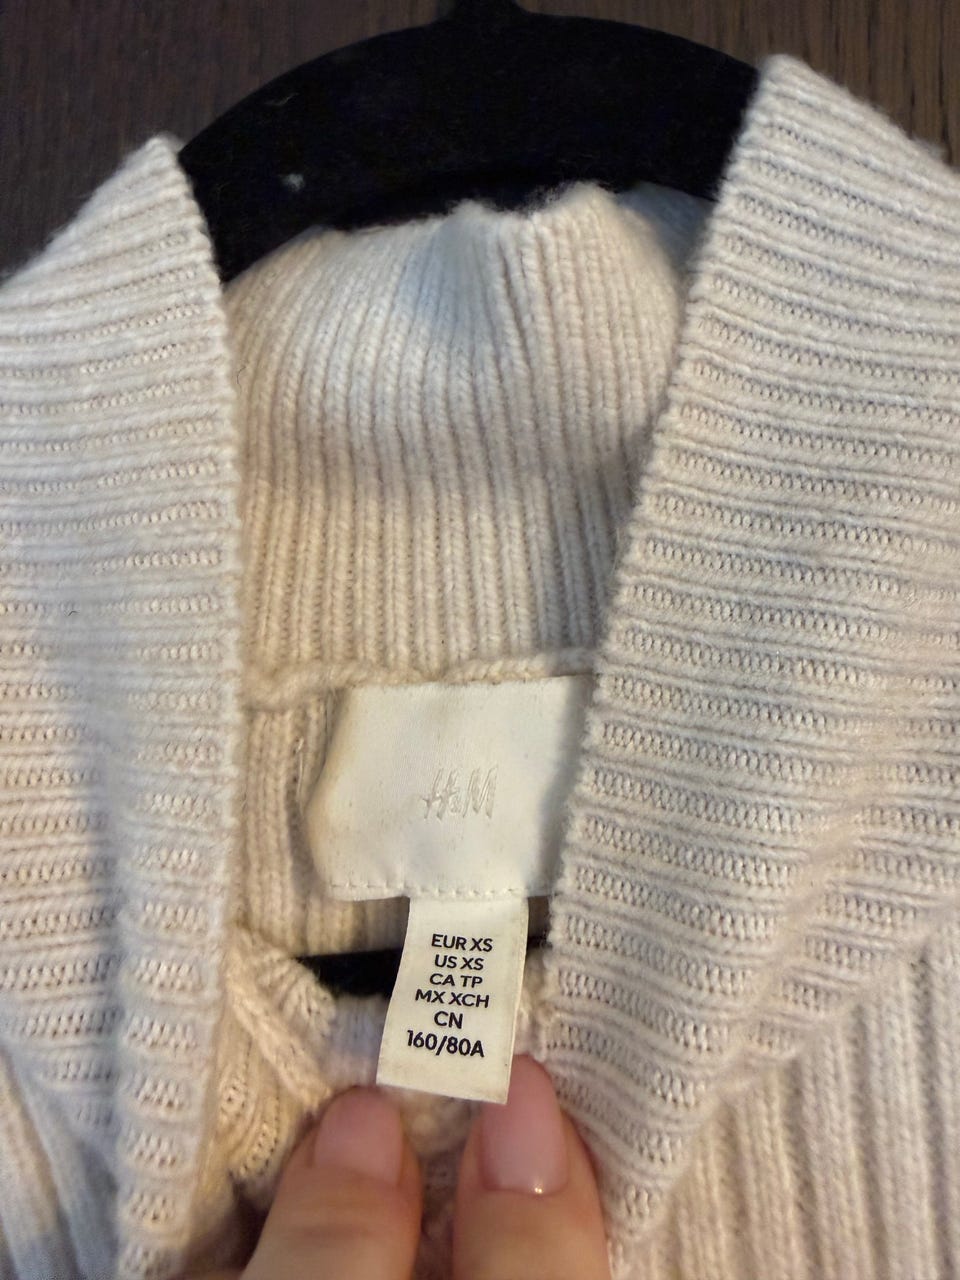 H&M
EUR XS
US XS
CA TP
MX XCH
CN
160/80A